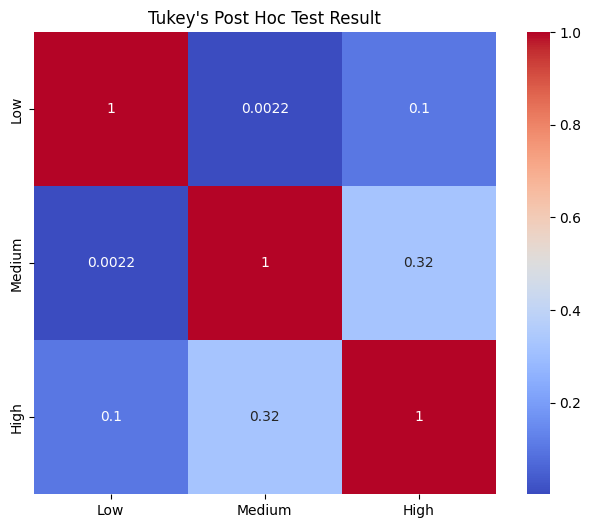 Tukey's Post Hoc Test Result
Low 1 0.0022 0.1
Medium 0.0022 1 0.32
High 0.1 0.32 1
Low Medium High
1.0
0.8
0.6
0.4
0.2